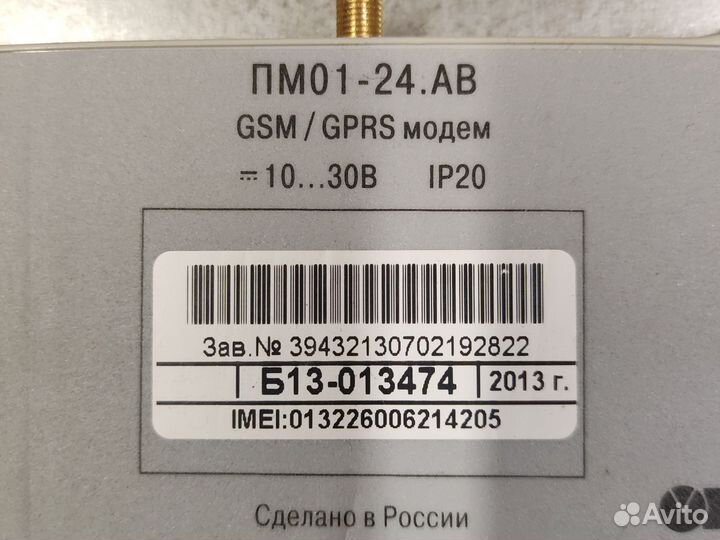 ПМ01-24.АВ
GSM / GPRS модем
⎓ 10...30В IP20
Зав.№ 39432130702192822
Б13-013474 2013 г.
IMEI:013226006214205
Сделано в России
Avito